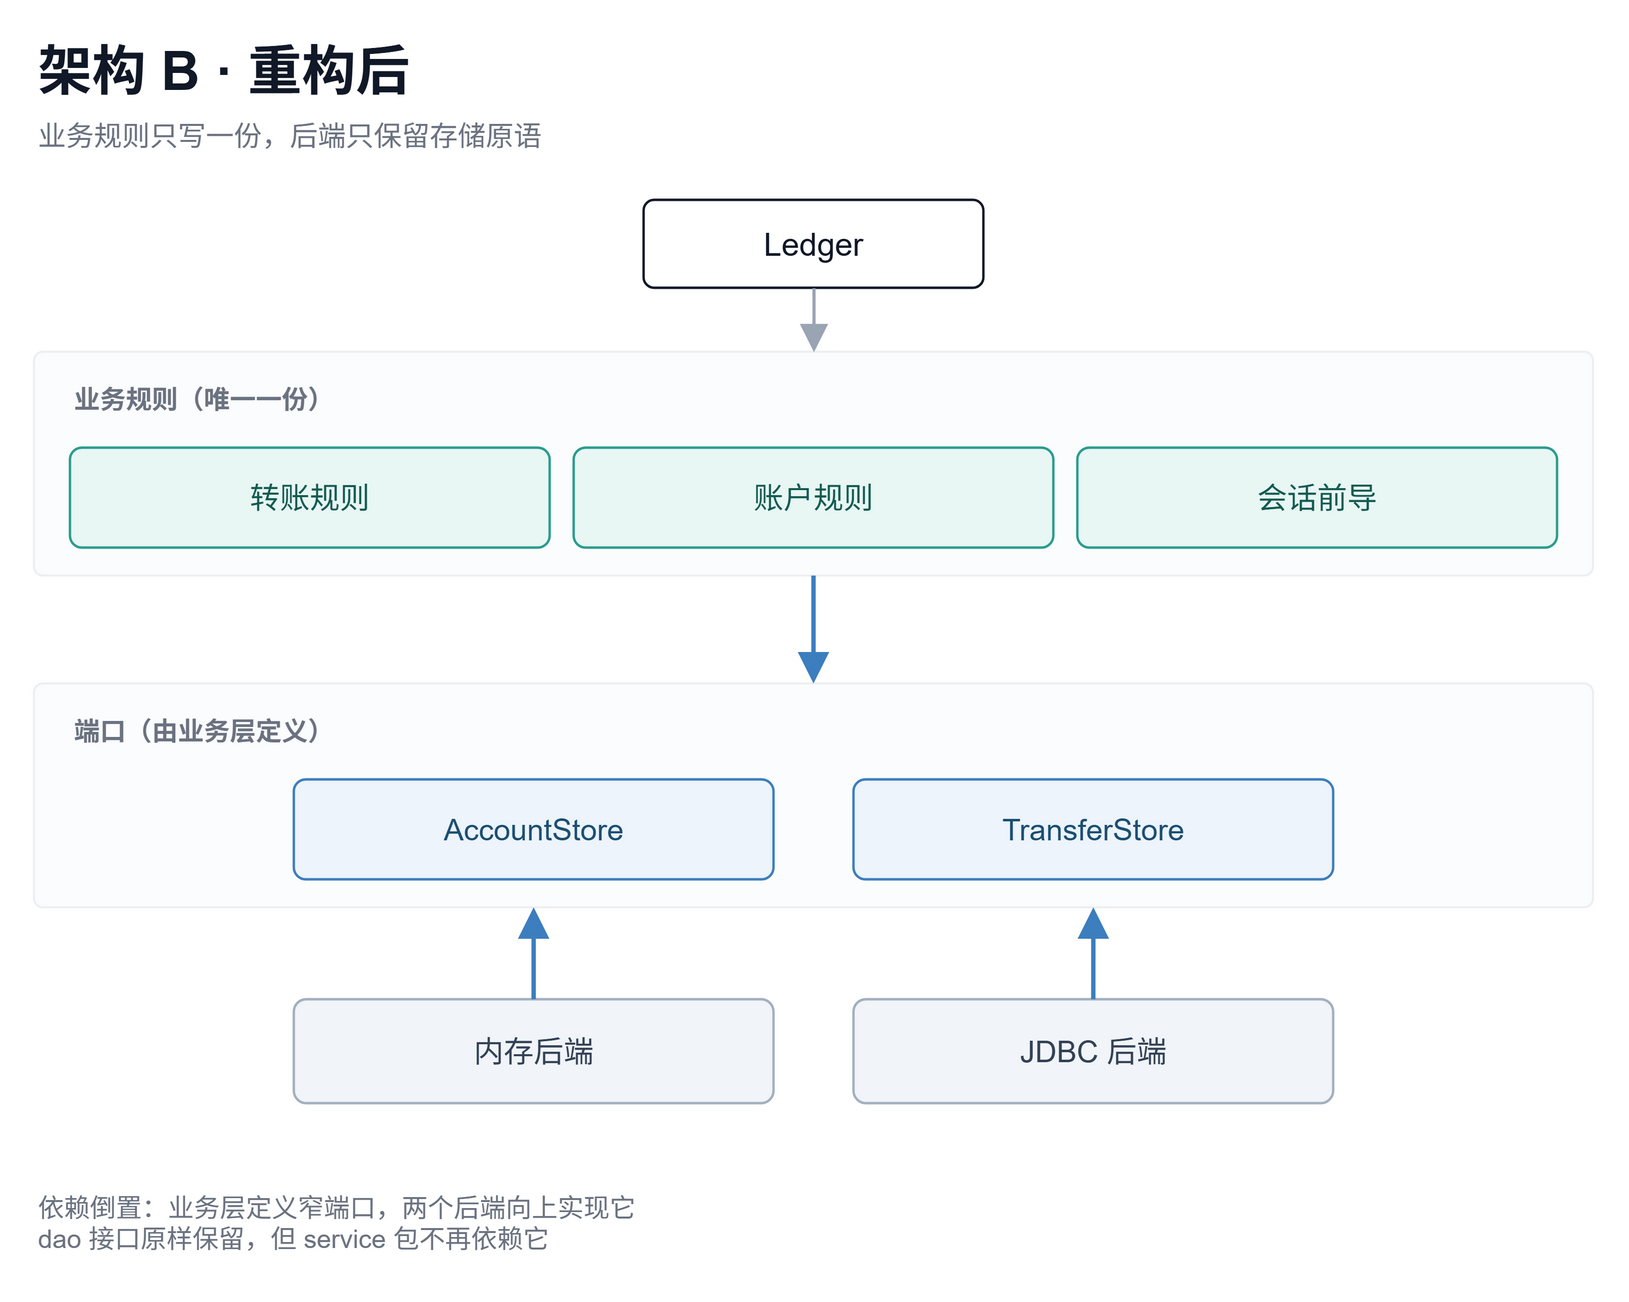 架构 B · 重构后
业务规则只写一份，后端只保留存储原语
Ledger
业务规则（唯一一份）
转账规则
账户规则
会话前导
端口（由业务层定义）
AccountStore
TransferStore
内存后端
JDBC 后端
依赖倒置：业务层定义窄端口，两个后端向上实现它
dao 接口原样保留，但 service 包不再依赖它